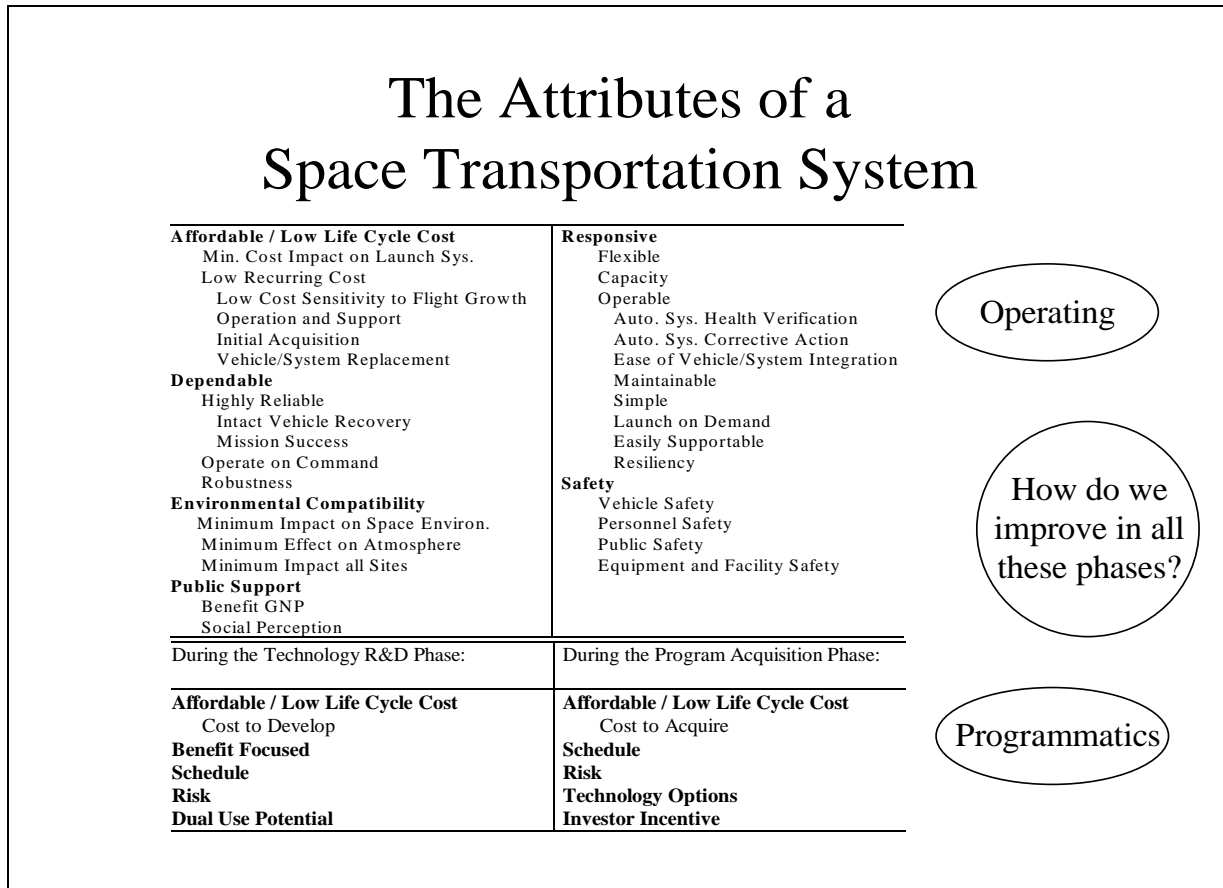 The Attributes of a
Space Transportation System
Affordable / Low Life Cycle Cost
Min. Cost Impact on Launch Sys.
Low Recurring Cost
Low Cost Sensitivity to Flight Growth
Operation and Support
Initial Acquisition
Vehicle/System Replacement
Dependable
Highly Reliable
Intact Vehicle Recovery
Mission Success
Operate on Command
Robustness
Environmental Compatibility
Minimum Impact on Space Environ.
Minimum Effect on Atmosphere
Minimum Impact all Sites
Public Support
Benefit GNP
Social Perception
Responsive
Flexible
Capacity
Operable
Auto. Sys. Health Verification
Auto. Sys. Corrective Action
Ease of Vehicle/System Integration
Maintainable
Simple
Launch on Demand
Easily Supportable
Resiliency
Safety
Vehicle Safety
Personnel Safety
Public Safety
Equipment and Facility Safety
During the Technology R&D Phase:
Affordable / Low Life Cycle Cost
Cost to Develop
Benefit Focused
Schedule
Risk
Dual Use Potential
During the Program Acquisition Phase:
Affordable / Low Life Cycle Cost
Cost to Acquire
Schedule
Risk
Technology Options
Investor Incentive
Operating
How do we
improve in all
these phases?
Programmatics